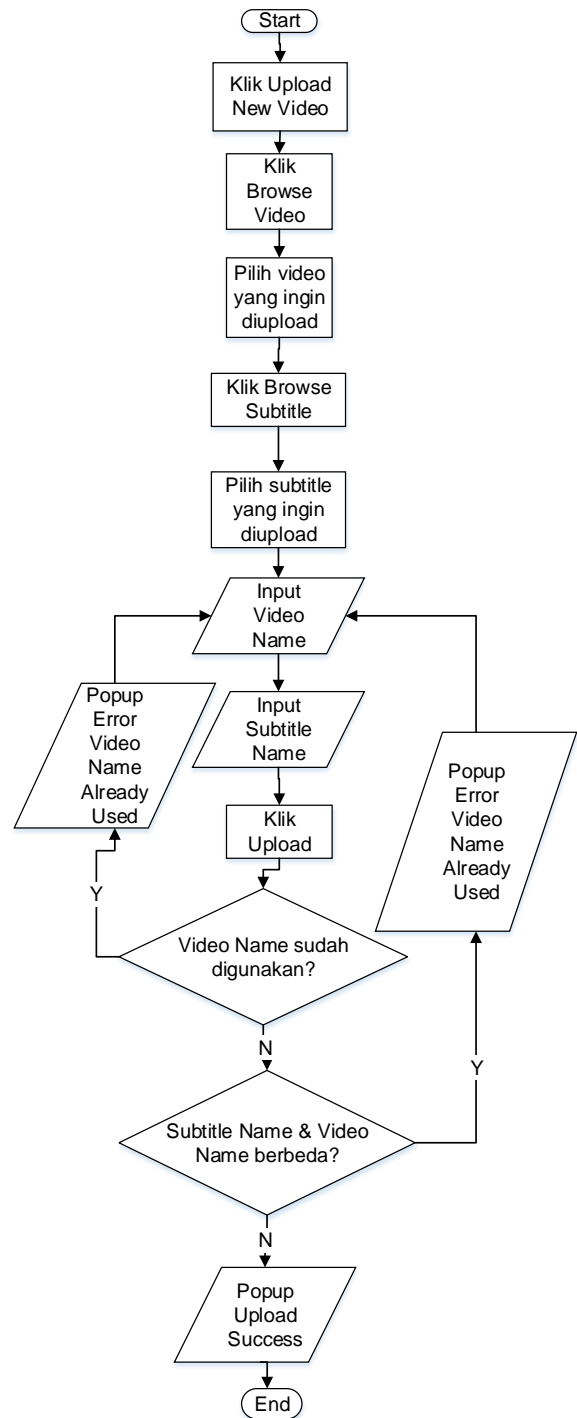 Start
Klik Upload
New Video
Klik
Browse
Video
Pilih video
yang ingin
diupload
Klik Browse
Subtitle
Pilih subtitle
yang ingin
diupload
Input
Video
Name
Popup
Error
Video
Name
Already
Used
Input
Subtitle
Name
Popup
Error
Video
Name
Already
Used
Klik
Upload
Y
Video Name sudah
digunakan?
N
Y
Subtitle Name & Video
Name berbeda?
N
Popup
Upload
Success
End